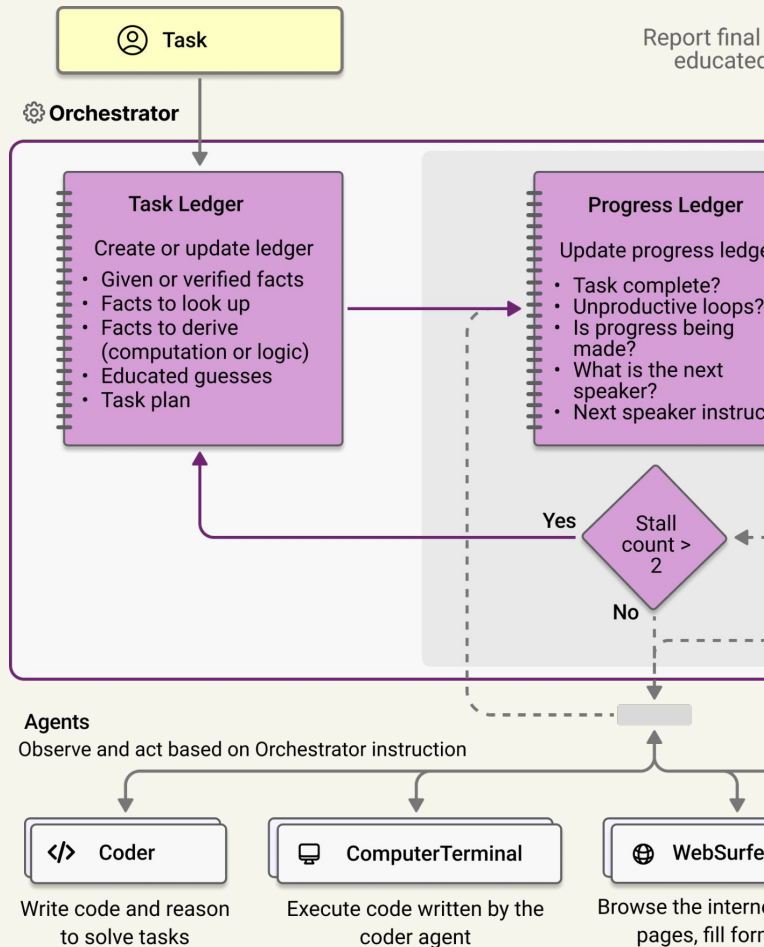 Task
Report final
educated
Orchestrator
Task Ledger
Create or update ledger
• Given or verified facts
• Facts to look up
• Facts to derive
(computation or logic)
• Educated guesses
• Task plan
Progress Ledger
Update progress ledge
• Task complete?
• Unproductive loops?
• Is progress being
made?
• What is the next
speaker?
• Next speaker instruc
Yes
Stall
count >
2
No
Agents
Observe and act based on Orchestrator instruction
Coder
Write code and reason
to solve tasks
ComputerTerminal
Execute code written by the
coder agent
WebSurfe
Browse the interne
pages, fill for